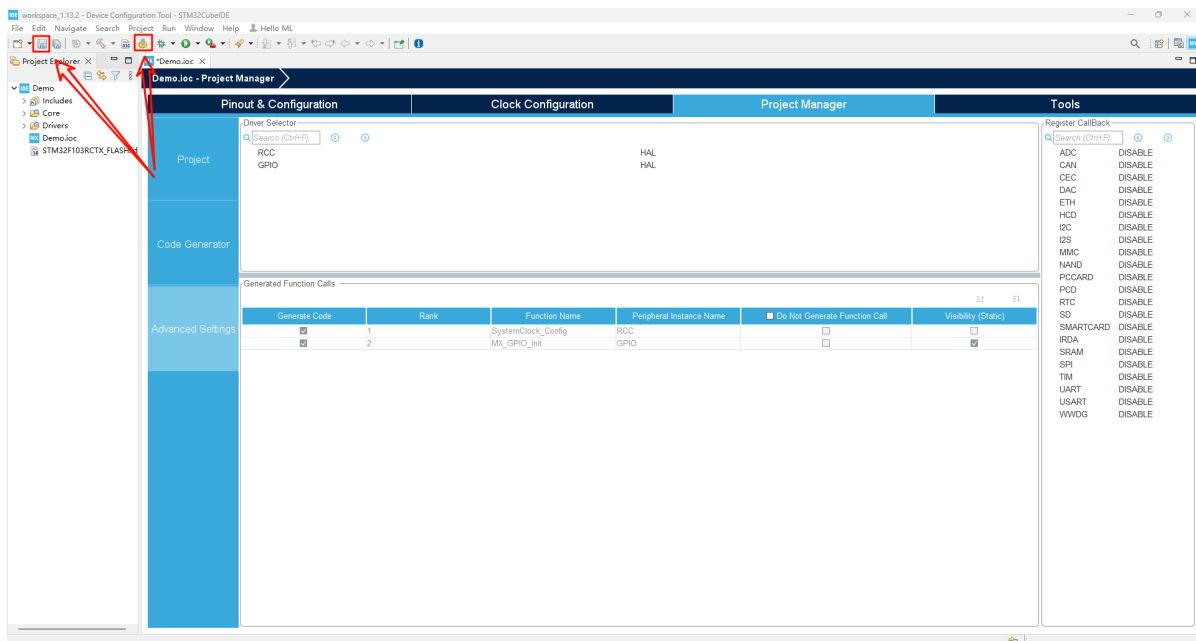 workspace_1.13.2 - Device Configuration Tool - STM32CubeIDE
File Edit Navigate Search Project Run Window Help Hello ML
Project Explorer
*Demo.ioc
Demo.ioc - Project Manager
Demo
Includes
Core
Drivers
Demo.ioc
Pinout & Configuration Clock Configuration Project Manager Tools
Project
Code Generator
Advanced Settings
Driver Selector
Search (Ctrl+F)
RCC HAL
GPIO HAL
Generated Function Calls
Generate Code Rank Function Name Peripheral Instance Name Do Not Generate Function Call Visibility (Static)
1 SystemClock_Config RCC
2 MX_GPIO_Init GPIO
Register CallBack
Search (Ctrl+F)
ADC DISABLE
CAN DISABLE
CEC DISABLE
DAC DISABLE
ETH DISABLE
HCD DISABLE
I2C DISABLE
I2S DISABLE
MMC DISABLE
NAND DISABLE
PCCARD DISABLE
PCD DISABLE
RTC DISABLE
SD DISABLE
SMARTCARD DISABLE
IRDA DISABLE
SRAM DISABLE
SPI DISABLE
TIM DISABLE
UART DISABLE
USART DISABLE
WWDG DISABLE